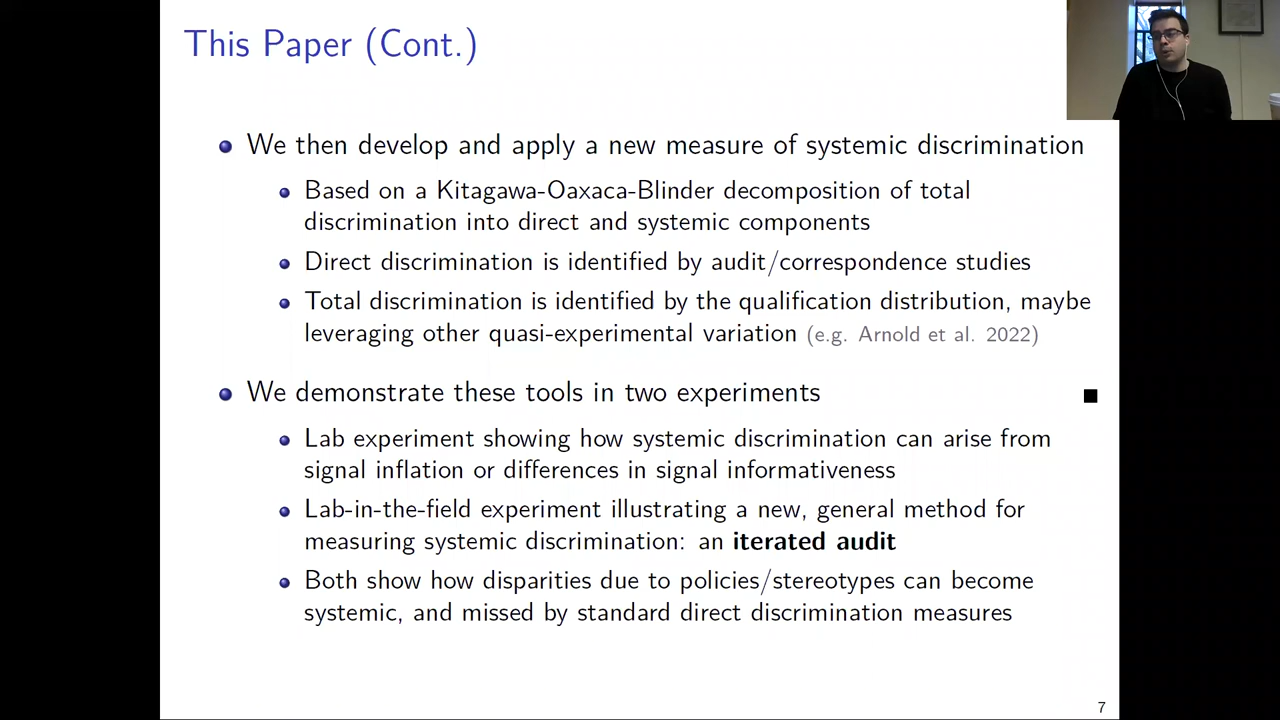 This Paper (Cont.)
We then develop and apply a new measure of systemic discrimination
Based on a Kitagawa-Oaxaca-Blinder decomposition of total
discrimination into direct and systemic components
Direct discrimination is identified by audit/correspondence studies
Total discrimination is identified by the qualification distribution, maybe
leveraging other quasi-experimental variation (e.g. Arnold et al. 2022)
We demonstrate these tools in two experiments
Lab experiment showing how systemic discrimination can arise from
signal inflation or differences in signal informativeness
Lab-in-the-field experiment illustrating a new, general method for
measuring systemic discrimination: an iterated audit
Both show how disparities due to policies/stereotypes can become
systemic, and missed by standard direct discrimination measures
7